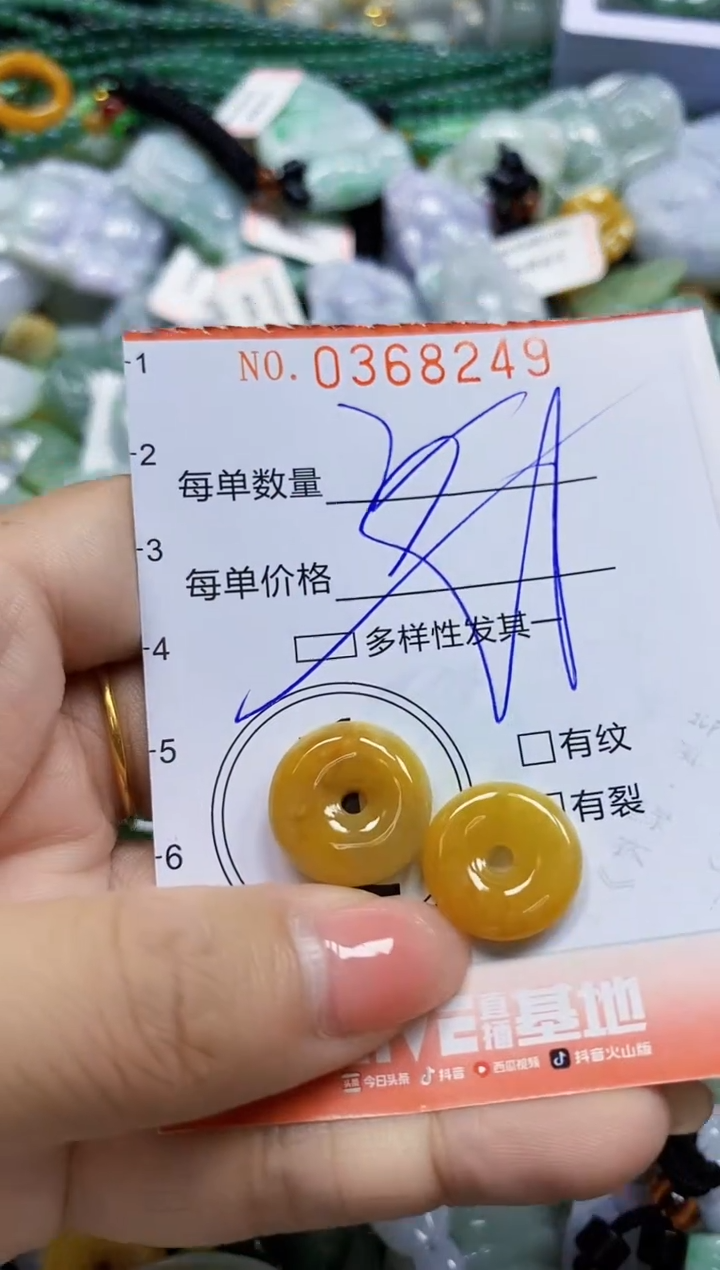 1
NO. 0368249
2
每单数量
3
每单价格
4
多样性发其一
5
有纹
有裂
6
直播基地
今日头条 抖音 西瓜视频 抖音火山版